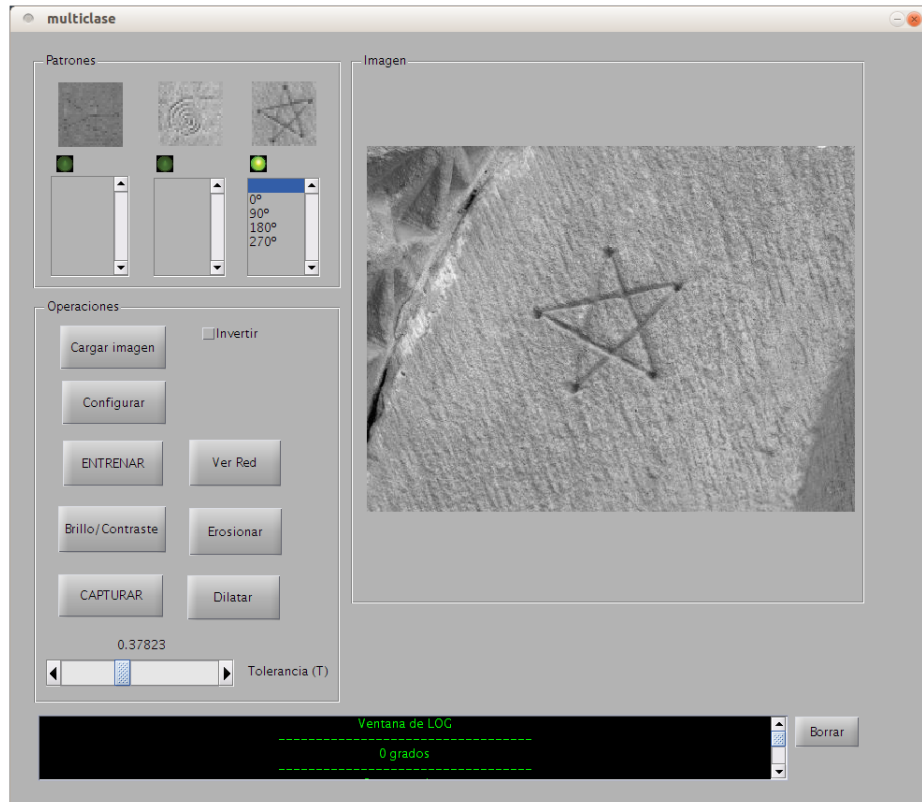 multiclase
Patrones
0º
90º
180º
270º
Imagen
Operaciones
Cargar imagen
Invertir
Configurar
ENTRENAR
Ver Red
Brillo/Contraste
Erosionar
CAPTURAR
Dilatar
0.37823
Tolerancia (T)
Ventana de LOG
----------------------------------
0 grados
----------------------------------
Borrar